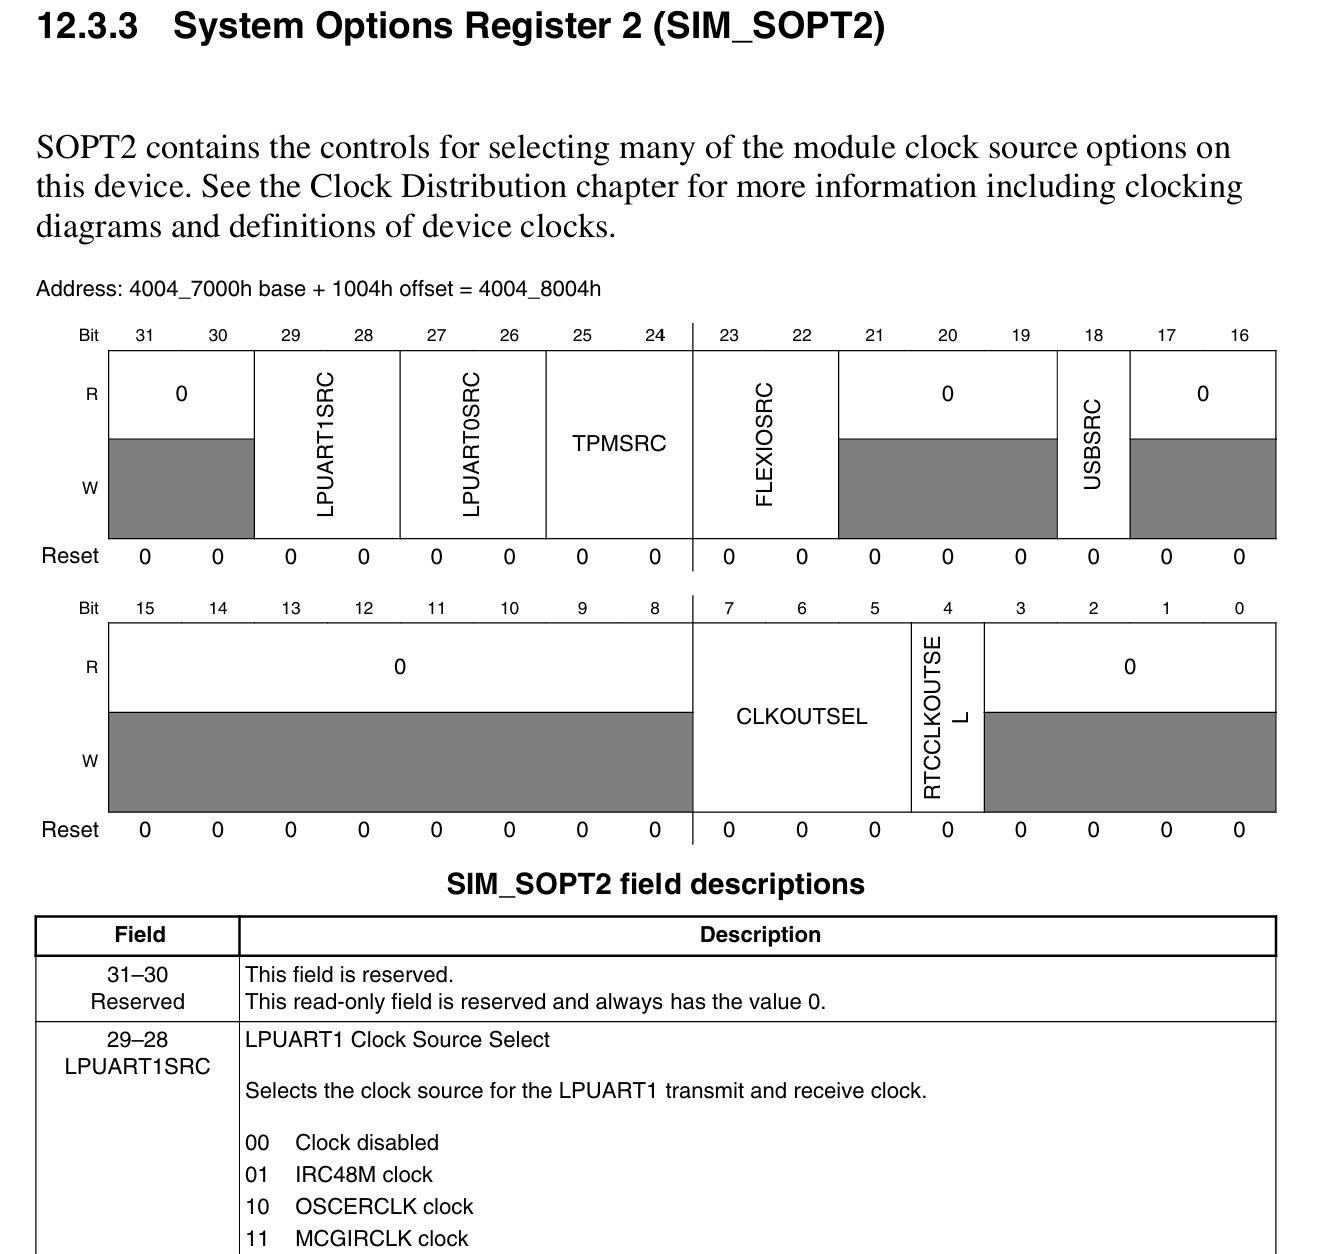 12.3.3 System Options Register 2 (SIM_SOPT2)
SOPT2 contains the controls for selecting many of the module clock source options on
this device. See the Clock Distribution chapter for more information including clocking
diagrams and definitions of device clocks.
Address: 4004_7000h base + 1004h offset = 4004_8004h
Bit 31 30 29 28 27 26 25 24 23 22 21 20 19 18 17 16
R 0 LPUART1SRC LPUART0SRC TPMSRC FLEXIOSRC 0 USBSRC 0
W
Reset 0 0 0 0 0 0 0 0 0 0 0 0 0 0 0 0
Bit 15 14 13 12 11 10 9 8 7 6 5 4 3 2 1 0
R 0 CLKOUTSEL RTCCLKOUTSE
L 0
W
Reset 0 0 0 0 0 0 0 0 0 0 0 0 0 0 0 0
SIM_SOPT2 field descriptions
Field Description
31–30
Reserved
This field is reserved.
This read-only field is reserved and always has the value 0.
29–28
LPUART1SRC
LPUART1 Clock Source Select
Selects the clock source for the LPUART1 transmit and receive clock.
00 Clock disabled
01 IRC48M clock
10 OSCERCLK clock
11 MCGIRCLK clock